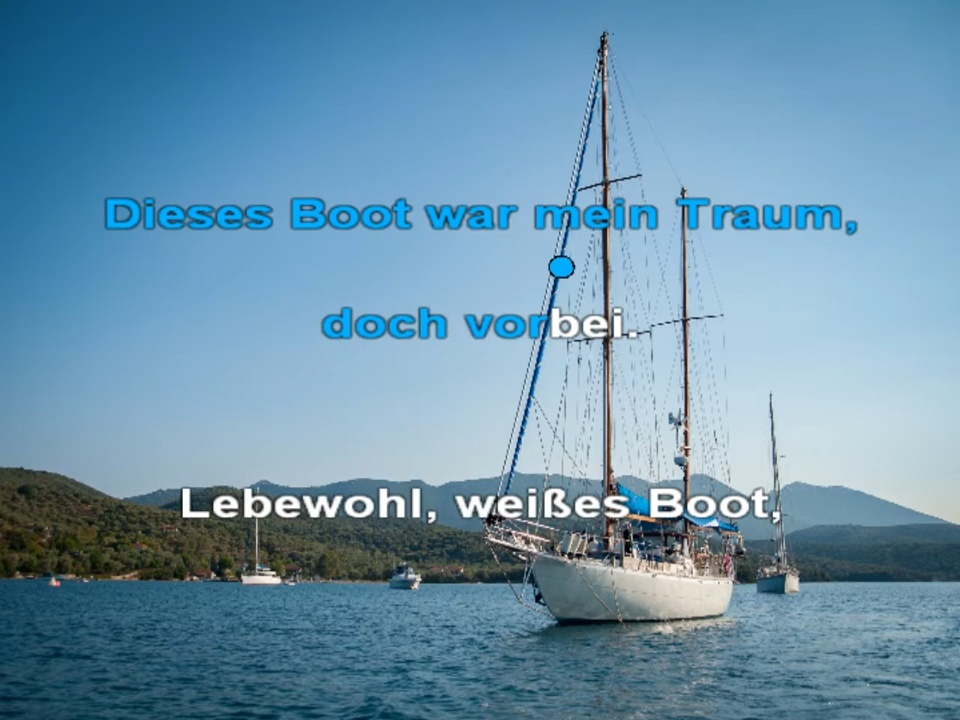 Dieses Boot war mein Traum,
doch vorbei.
Lebewohl, weißes Boot,